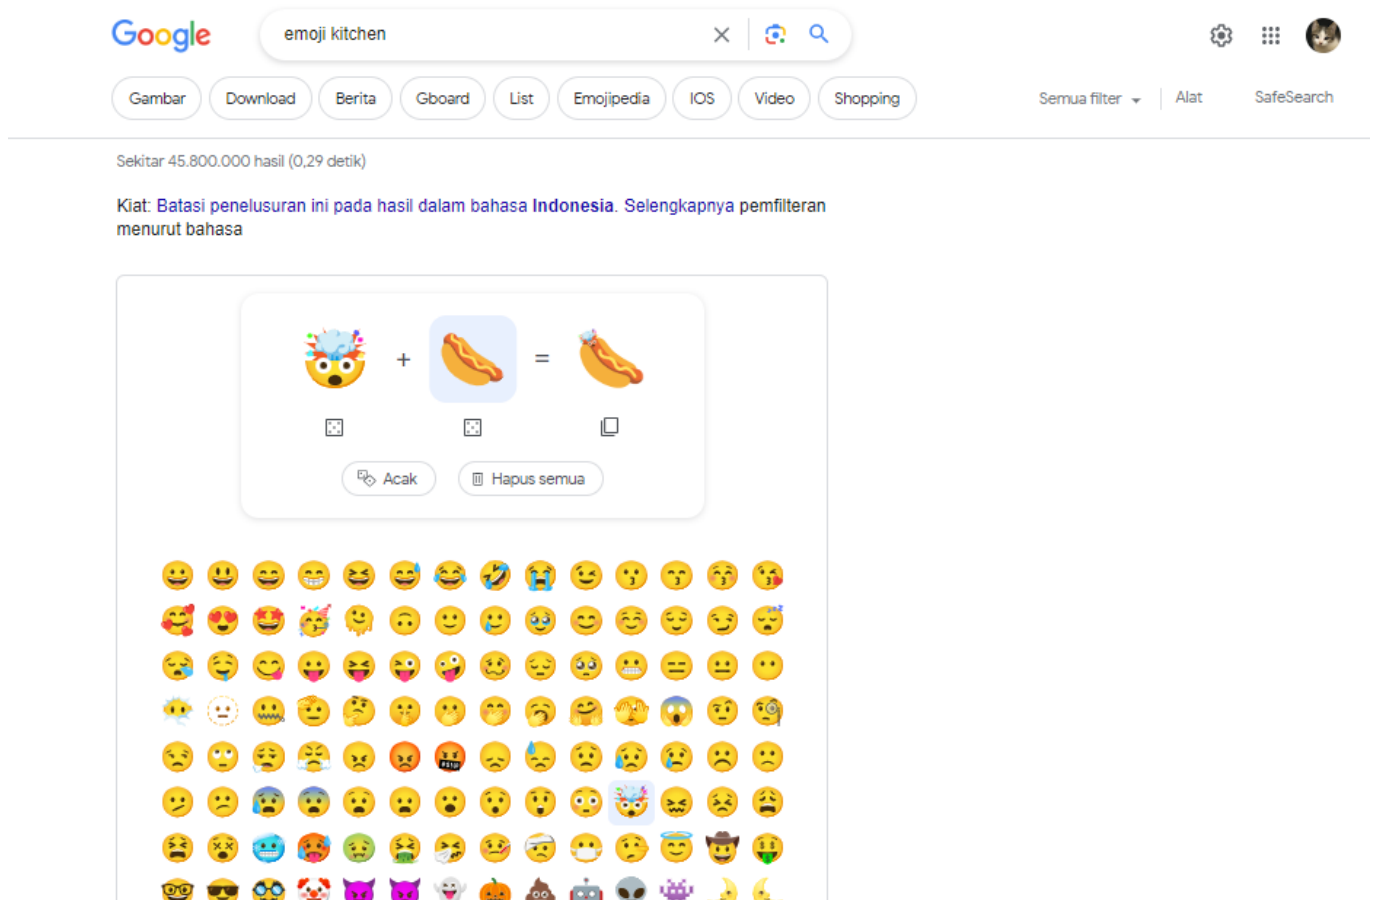 Google
emoji kitchen
Gambar Download Berita Gboard List Emojipedia IOS Video Shopping Semua filter Alat SafeSearch
Sekitar 45.800.000 hasil (0,29 detik)
Kiat: Batasi penelusuran ini pada hasil dalam bahasa Indonesia. Selengkapnya pemfilteran
menurut bahasa
+ =
Acak Hapus semua